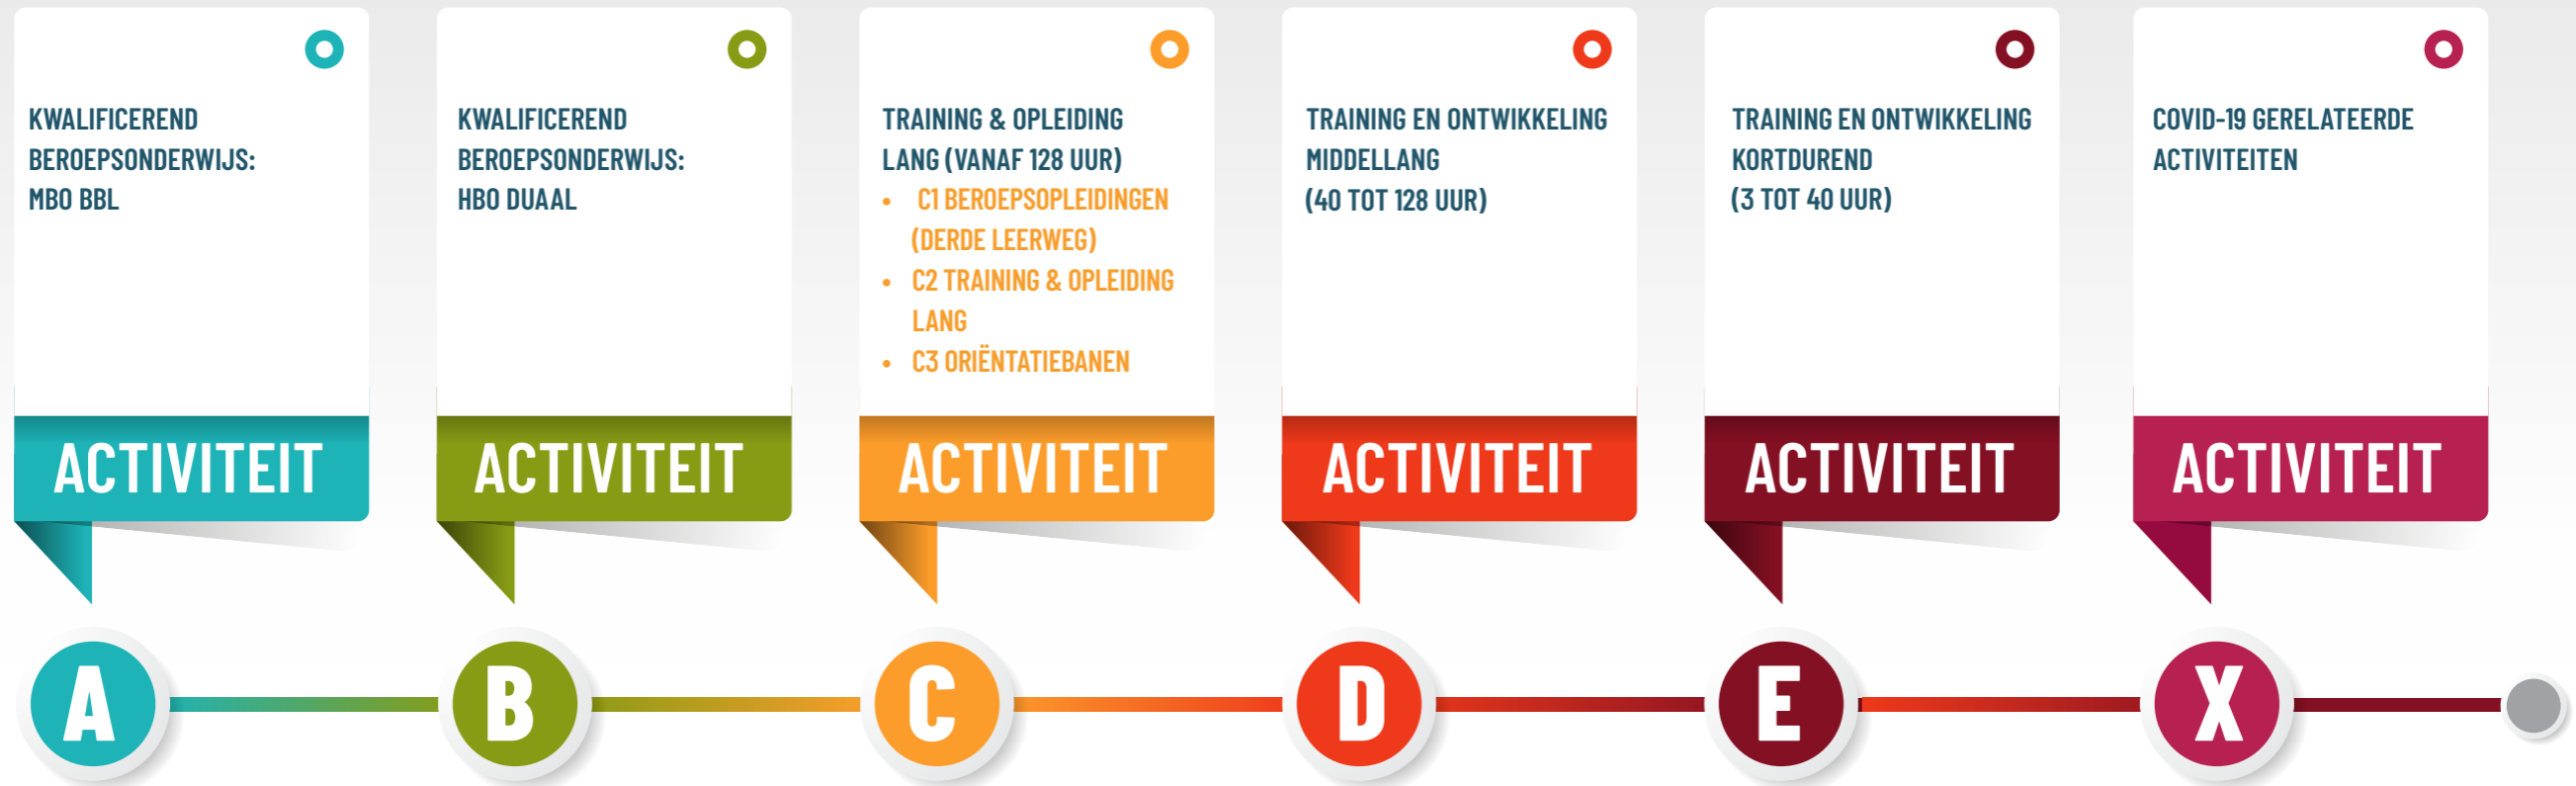 KWALIFICEREND
BEROEPSONDERWIJS:
MBO BBL
ACTIVITEIT
A
KWALIFICEREND
BEROEPSONDERWIJS:
HBO DUAAL
ACTIVITEIT
B
TRAINING & OPLEIDING
LANG (VANAF 128 UUR)
• C1 BEROEPSOPLEIDINGEN
(DERDE LEERWEG)
• C2 TRAINING & OPLEIDING
LANG
• C3 ORIËNTATIEBANEN
ACTIVITEIT
C
TRAINING EN ONTWIKKELING
MIDDELLANG
(40 TOT 128 UUR)
ACTIVITEIT
D
TRAINING EN ONTWIKKELING
KORTDUREND
(3 TOT 40 UUR)
ACTIVITEIT
E
COVID-19 GERELATEERDE
ACTIVITEITEN
ACTIVITEIT
X